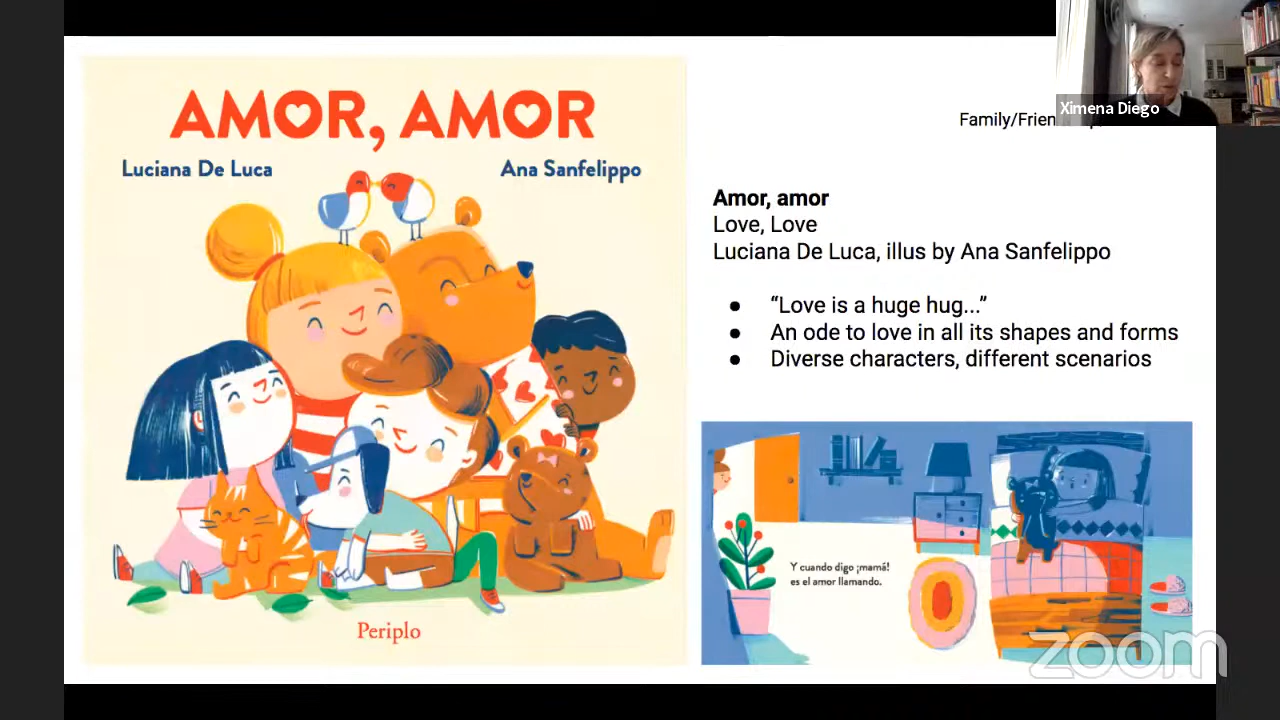 AMOR, AMOR
Luciana De Luca
Ana Sanfelippo
Periplo
Ximena Diego
Amor, amor
Love, Love
Luciana De Luca, illus by Ana Sanfelippo
● “Love is a huge hug...”
● An ode to love in all its shapes and forms
● Diverse characters, different scenarios
Y cuando digo ¡mamá!
es el amor llamando.
zoom